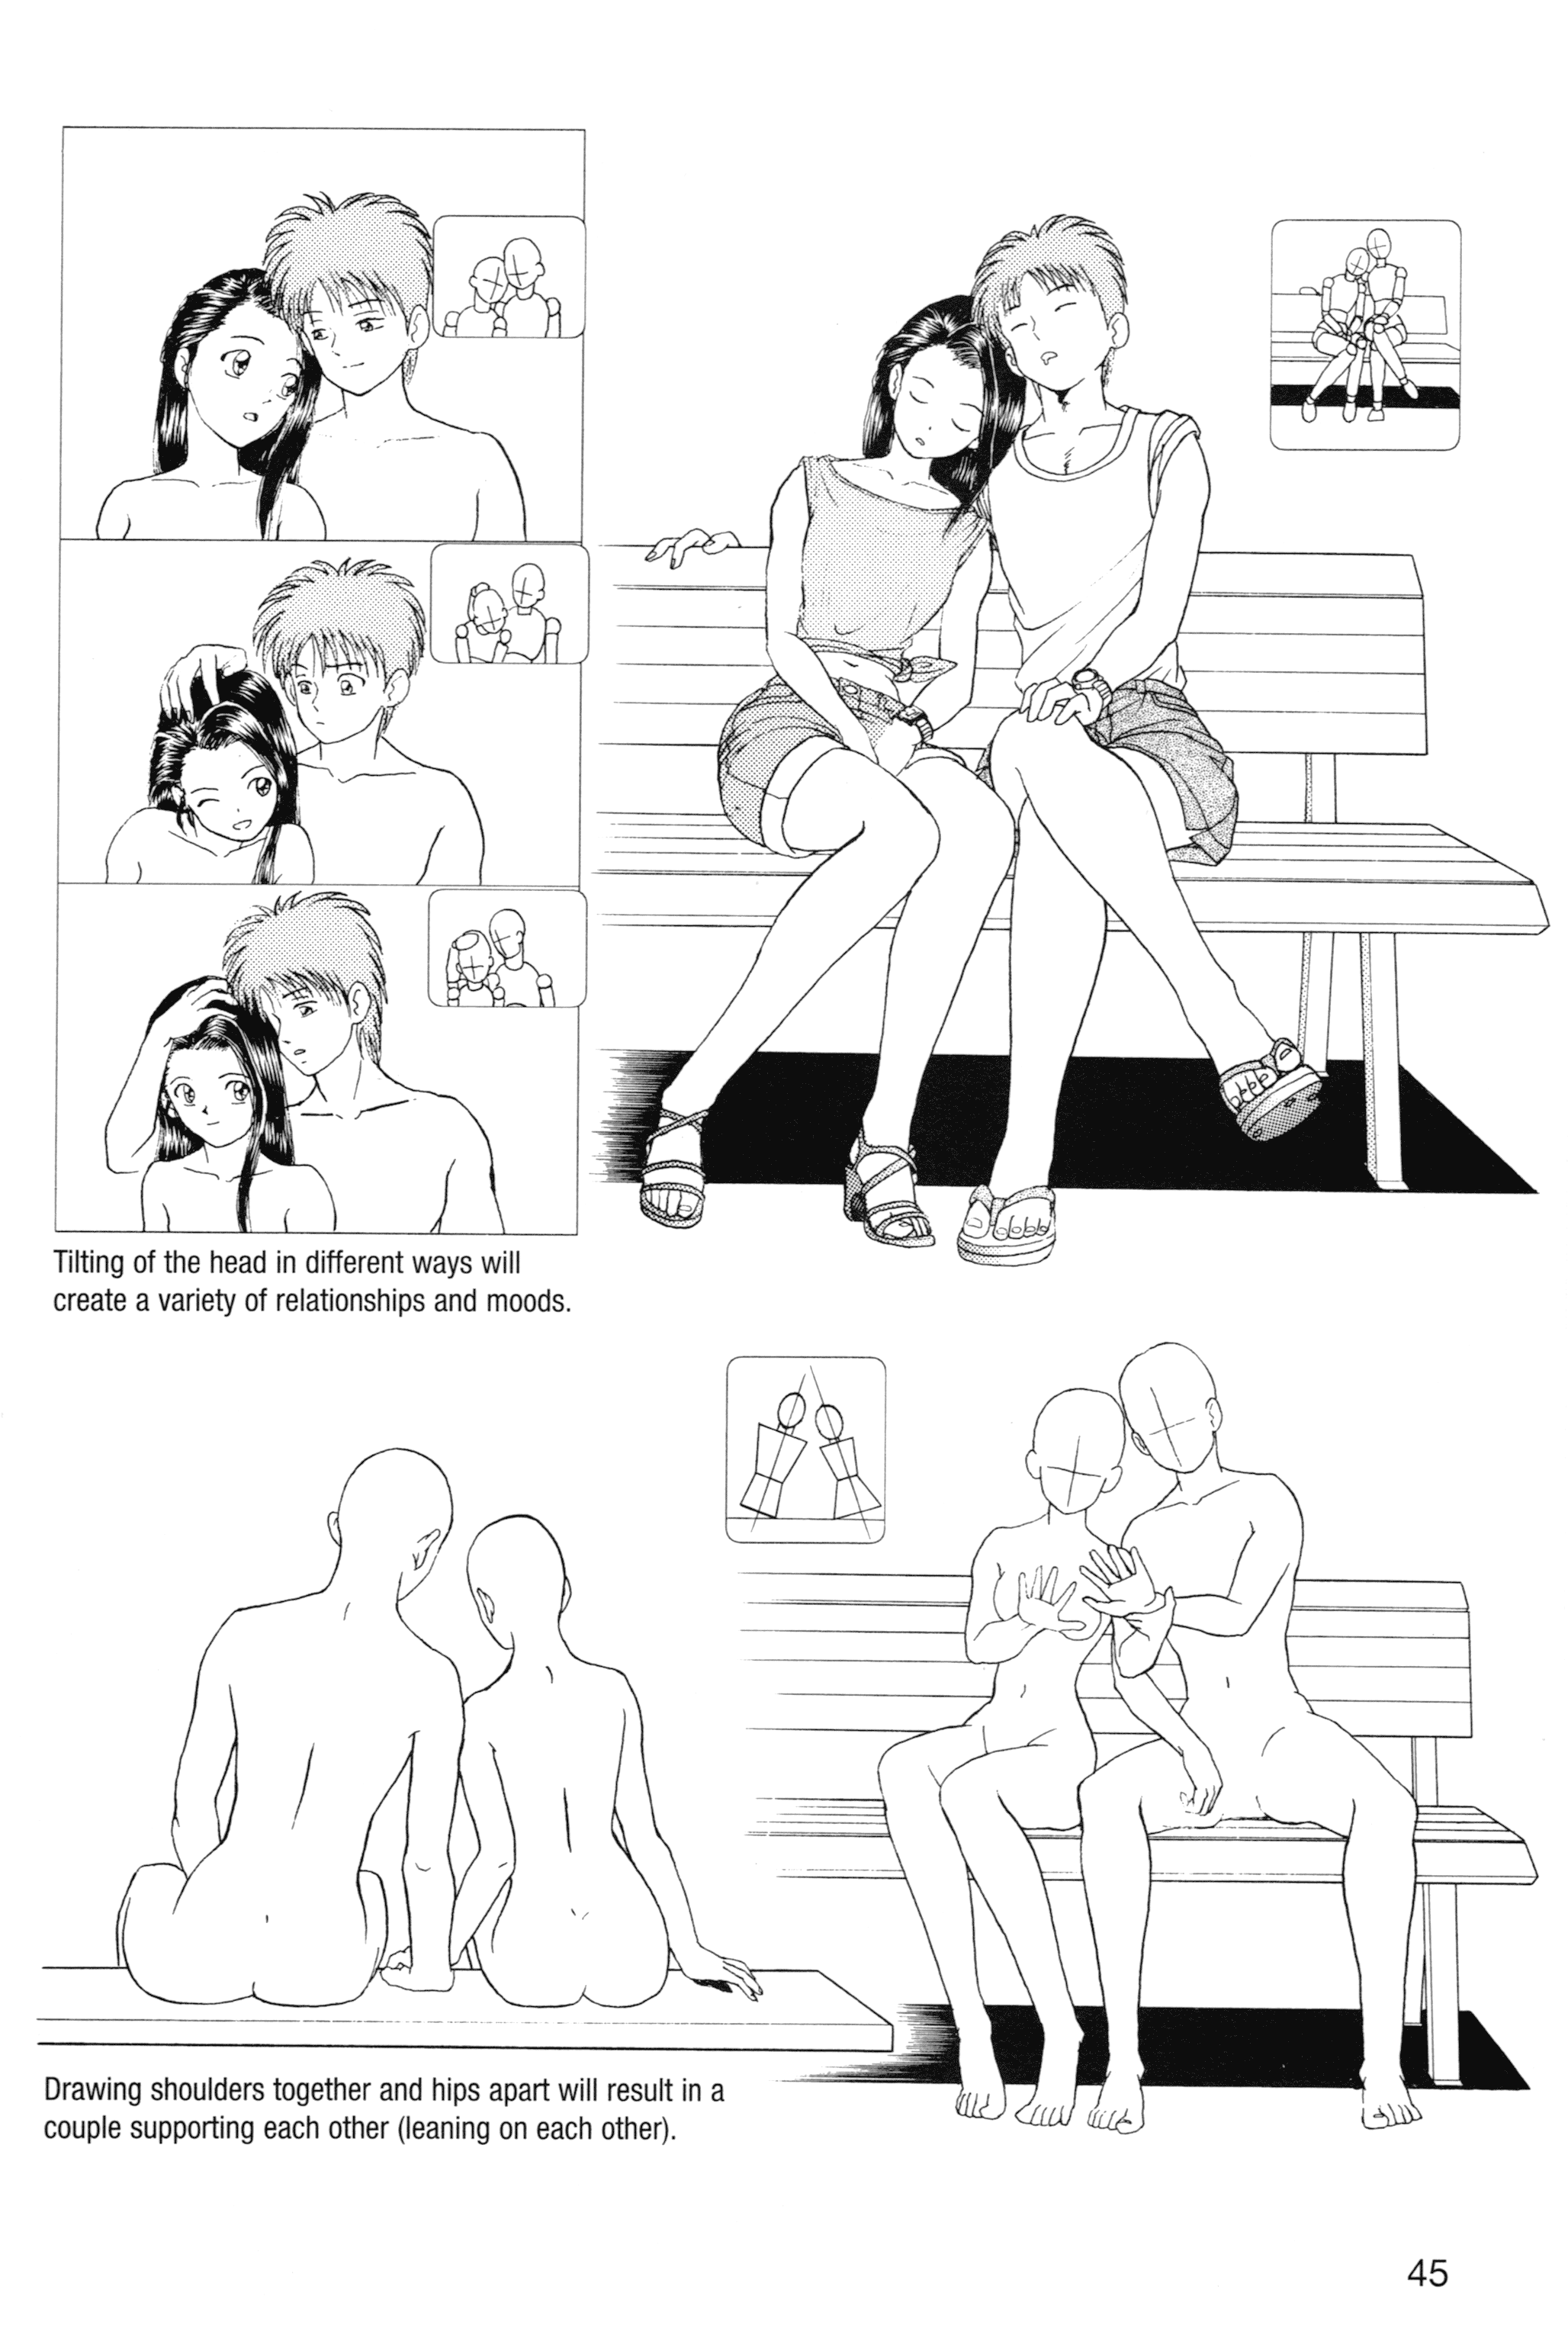 Tilting of the head in different ways will
create a variety of relationships and moods.
Drawing shoulders together and hips apart will result in a
couple supporting each other (leaning on each other).
45